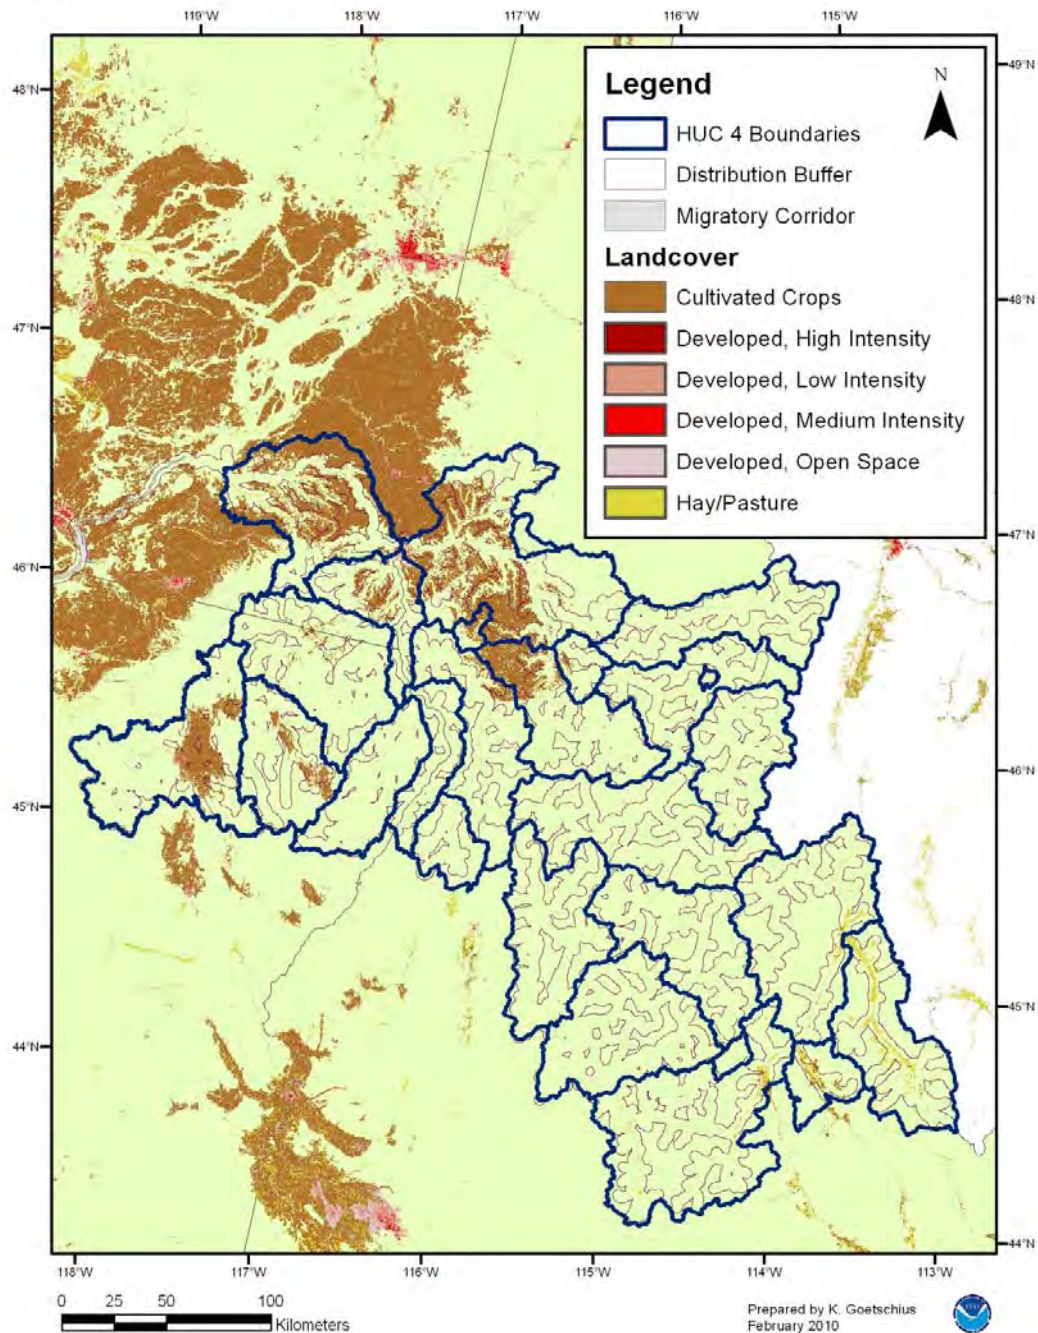 119°W 118°W 117°W 116°W 115°W
48°N
47°N
46°N
45°N
44°N
49°N
48°N
47°N
46°N
45°N
44°N
Legend
N
HUC 4 Boundaries
Distribution Buffer
Migratory Corridor
Landcover
Cultivated Crops
Developed, High Intensity
Developed, Low Intensity
Developed, Medium Intensity
Developed, Open Space
Hay/Pasture
118°W 117°W 116°W 115°W 114°W 113°W
0 25 50 100
Kilometers
Prepared by K. Goetschius
February 2010